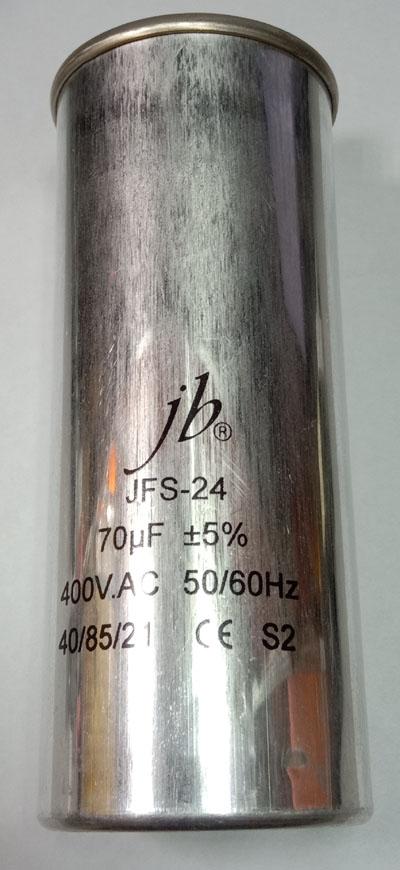 jb®
JFS-24
70µF ±5%
400V.AC 50/60Hz
40/85/21 CE S2